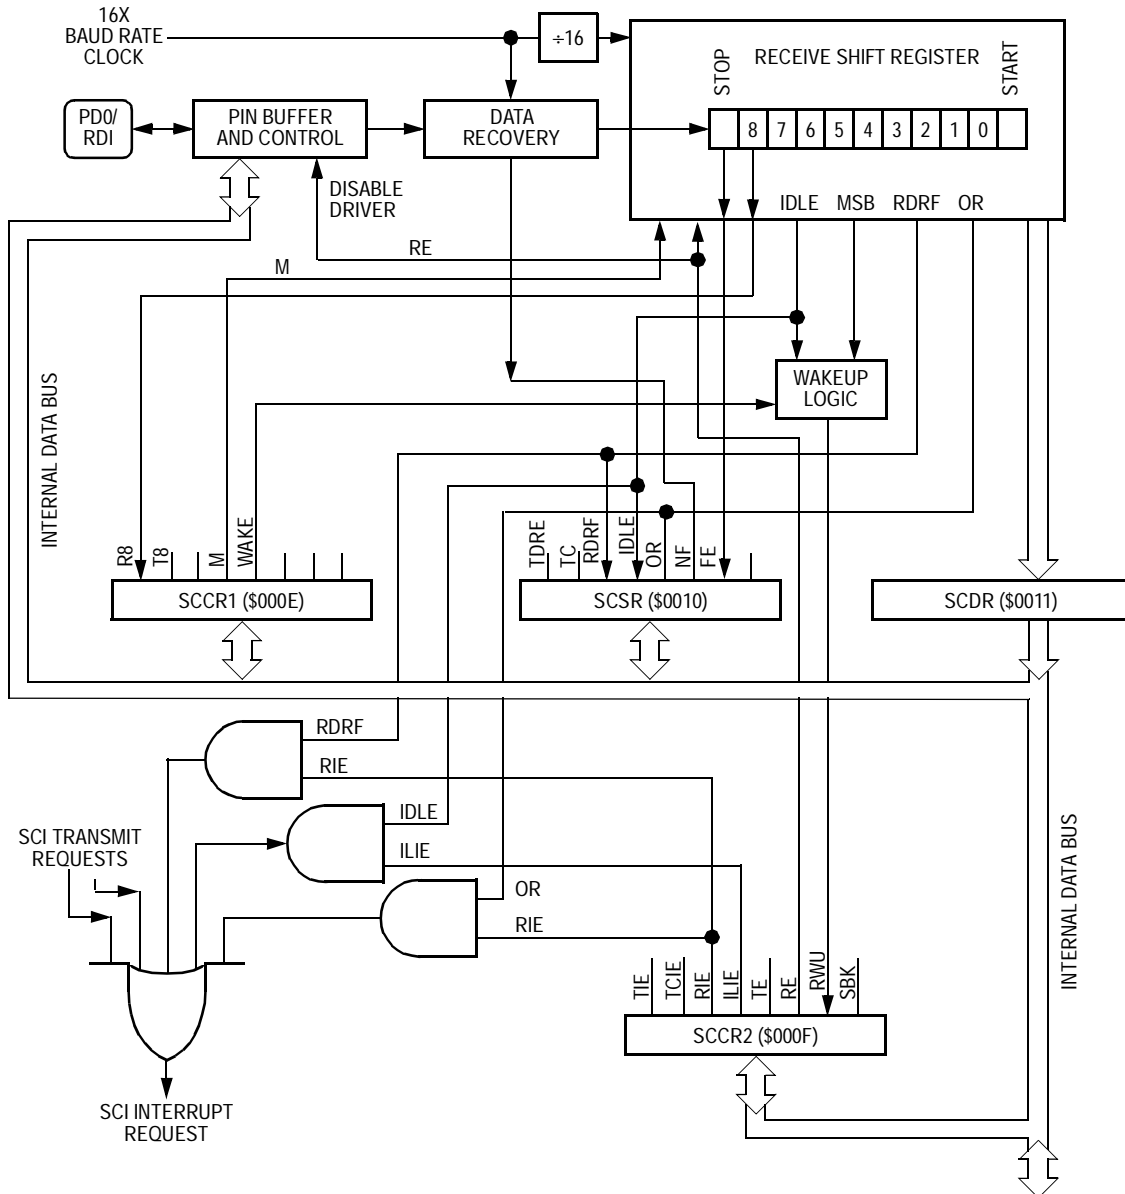 16X
BAUD RATE
CLOCK
÷16
RECEIVE SHIFT REGISTER
STOP
START
8 7 6 5 4 3 2 1 0
PD0/
RDI
PIN BUFFER
AND CONTROL
DATA
RECOVERY
DISABLE
DRIVER
IDLE MSB RDRF OR
RE
M
WAKEUP
LOGIC
INTERNAL DATA BUS
R8
T8
M
WAKE
TDRE
TC
RDRF
IDLE
OR
NF
FE
SCCR1 ($000E)
SCSR ($0010)
SCDR ($0011)
RDRF
RIE
IDLE
ILIE
OR
RIE
SCI TRANSMIT
REQUESTS
INTERNAL DATA BUS
TIE
TCIE
RIE
ILIE
TE
RE
RWU
SBK
SCCR2 ($000F)
SCI INTERRUPT
REQUEST